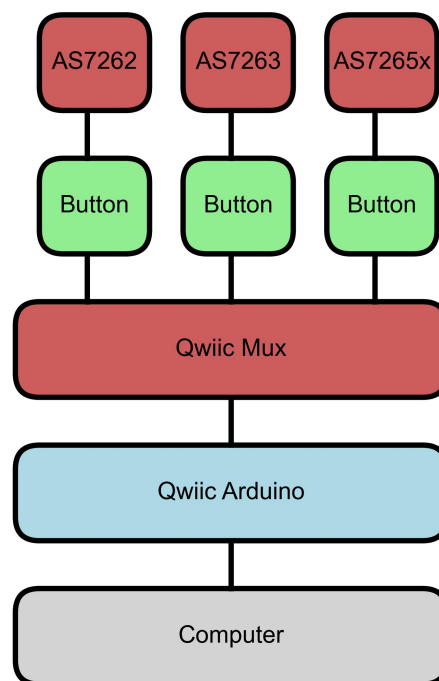 AS7262
AS7263
AS7265x
Button
Button
Button
Qwiic Mux
Qwiic Arduino
Computer